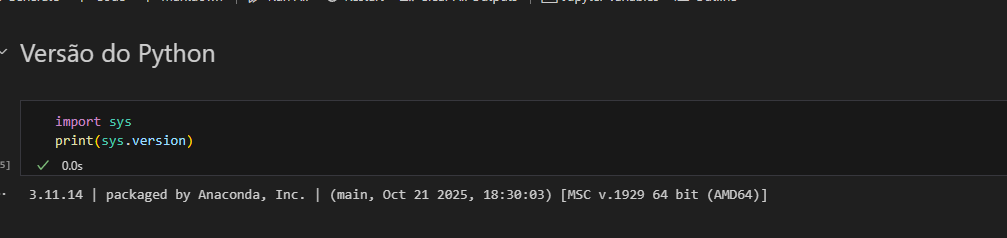 Versão do Python
import sys
print(sys.version)
5]
0.0s
3.11.14 | packaged by Anaconda, Inc. | (main, Oct 21 2025, 18:30:03) [MSC v.1929 64 bit (AMD64)]